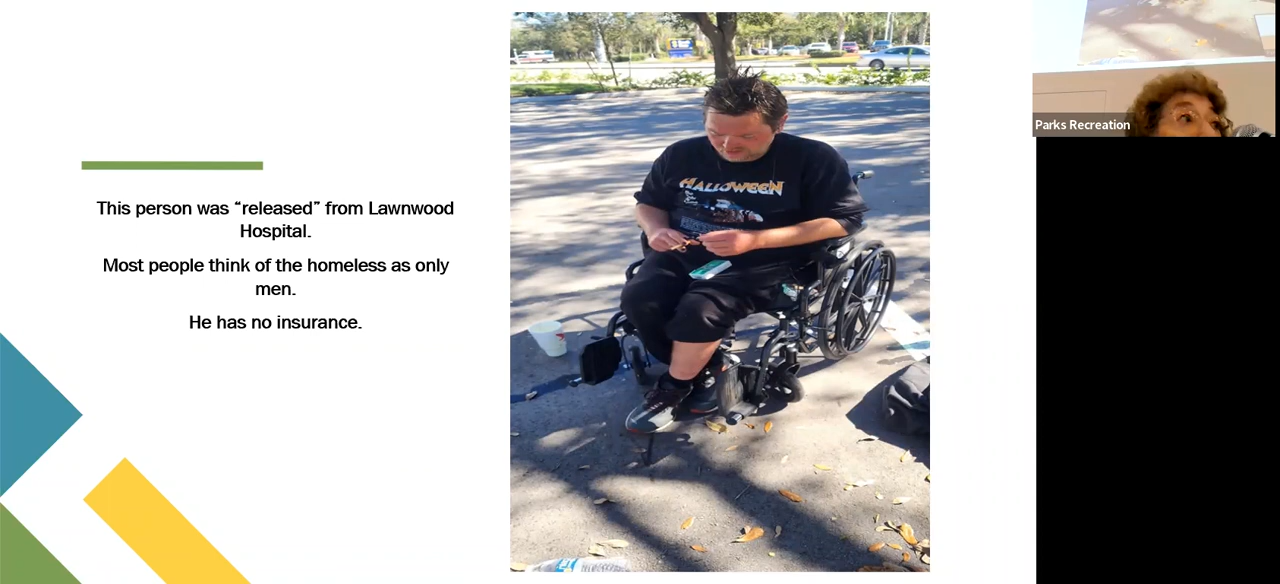 This person was “released” from Lawnwood
Hospital.
Most people think of the homeless as only
men.
He has no insurance.
HALLOWEEN
Parks Recreation